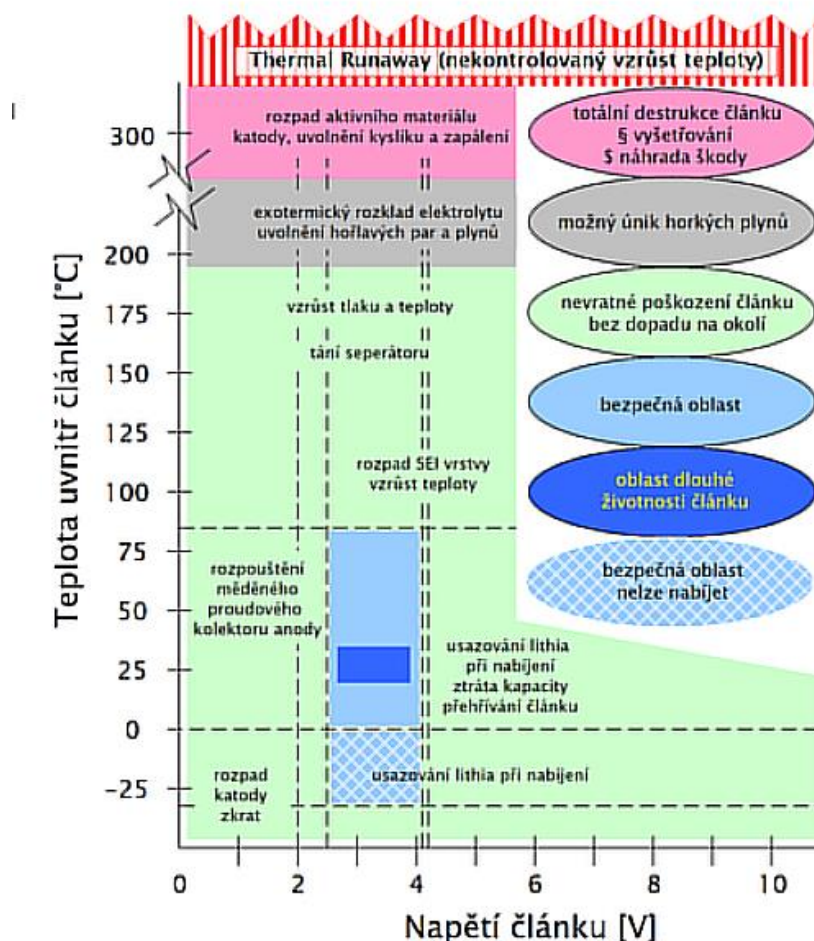 Thermal Runaway (nekontrolovaný vzrůst teploty)
rozpad aktivního materiálu
katody, uvolnění kyslíku a zapálení
exotermický rozklad elektrolytu
uvolnění hořlavých par a plynů
vzrůst tlaku a teploty
tání seperátoru
rozpad SEI vrstvy
vzrůst teploty
rozpouštění
měděného
proudového
kolektoru anody
usazování lithia
při nabíjení
ztráta kapacity
přehřívání článku
rozpad
katody
zkrat
usazování lithia při nabíjení
totální destrukce článku
§ vyšetřování
$ náhrada škody
možný únik horkých plynů
nevratné poškození článku
bez dopadu na okolí
bezpečná oblast
oblast dlouhé
životnosti článku
bezpečná oblast
nelze nabíjet
Teplota uvnitř článku [°C]
300
200
175
150
125
100
75
50
25
0
-25
0 2 4 6 8 10
Napětí článku [V]